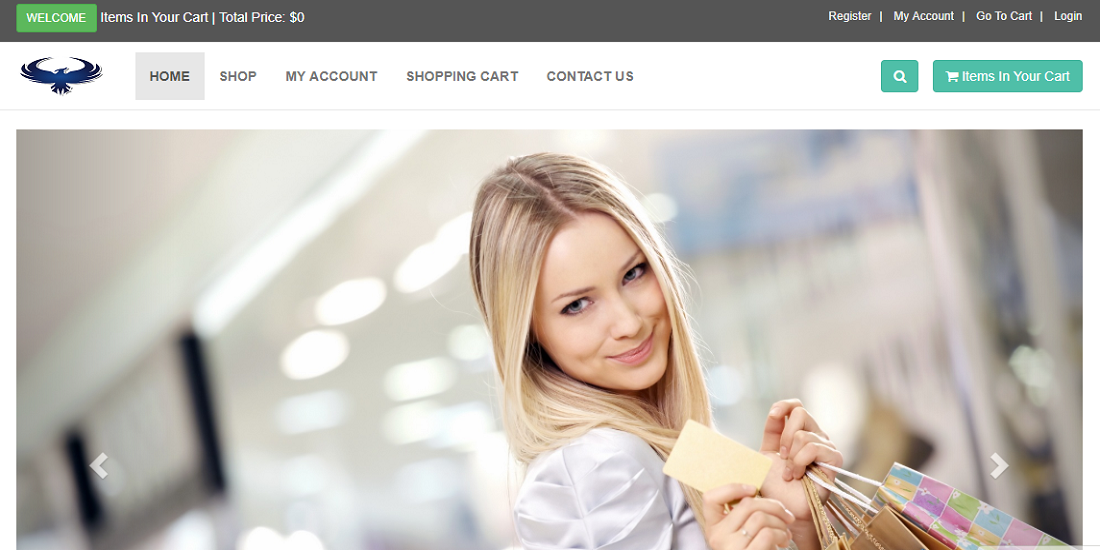 WELCOME Items In Your Cart | Total Price: $0
Register | My Account | Go To Cart | Login
HOME SHOP MY ACCOUNT SHOPPING CART CONTACT US
Items In Your Cart